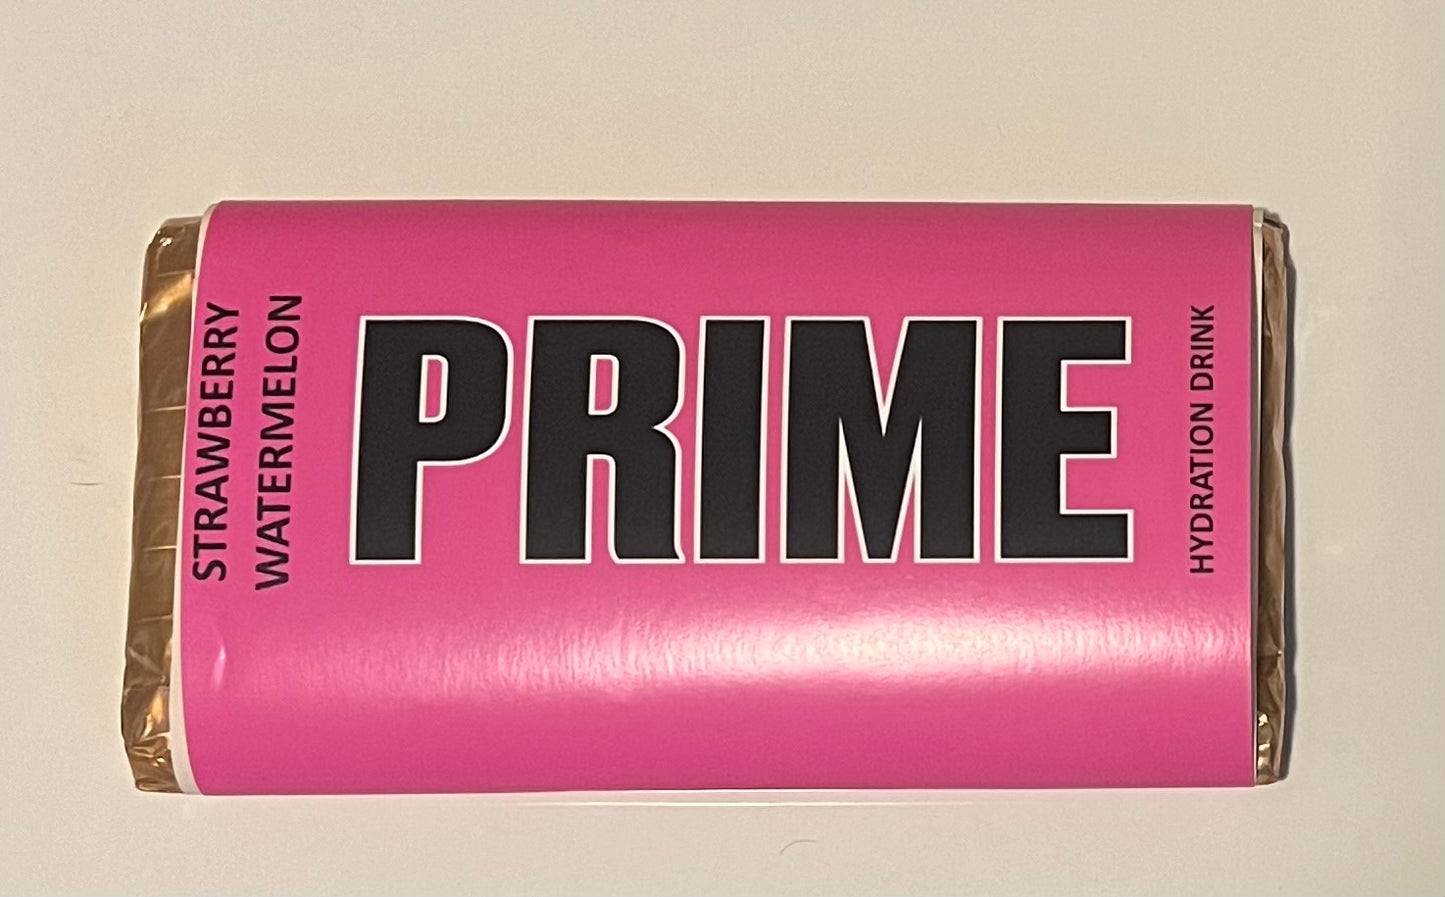 STRAWBERRY
WATERMELON
PRIME
HYDRATION DRINK